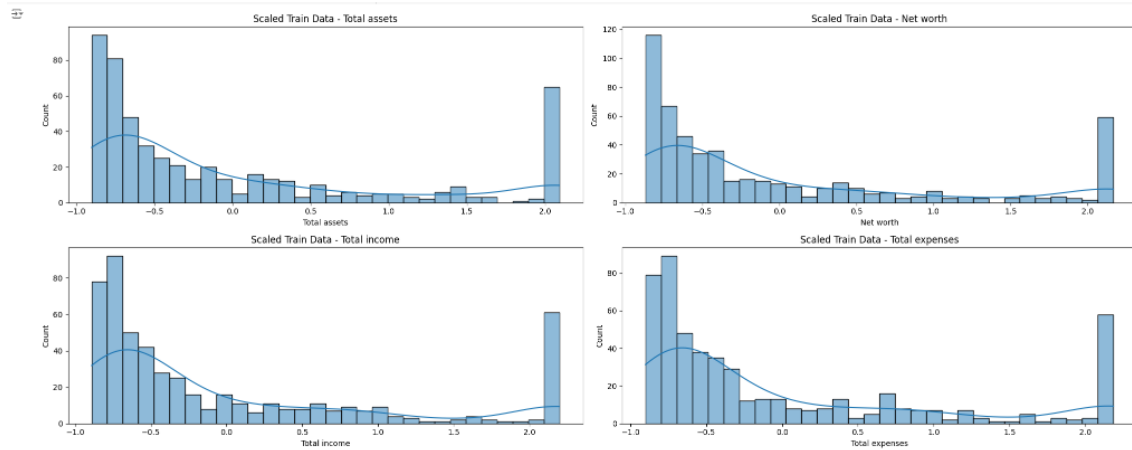 Scaled Train Data - Total assets
Count
80
60
40
20
0
−1.0 −0.5 0.0 0.5 1.0 1.5 2.0
Total assets
Scaled Train Data - Net worth
Count
120
100
80
60
40
20
0
−1.0 −0.5 0.0 0.5 1.0 1.5 2.0
Net worth
Scaled Train Data - Total income
Count
80
60
40
20
0
−1.0 −0.5 0.0 0.5 1.0 1.5 2.0
Total income
Scaled Train Data - Total expenses
Count
80
60
40
20
0
−1.0 −0.5 0.0 0.5 1.0 1.5 2.0
Total expenses